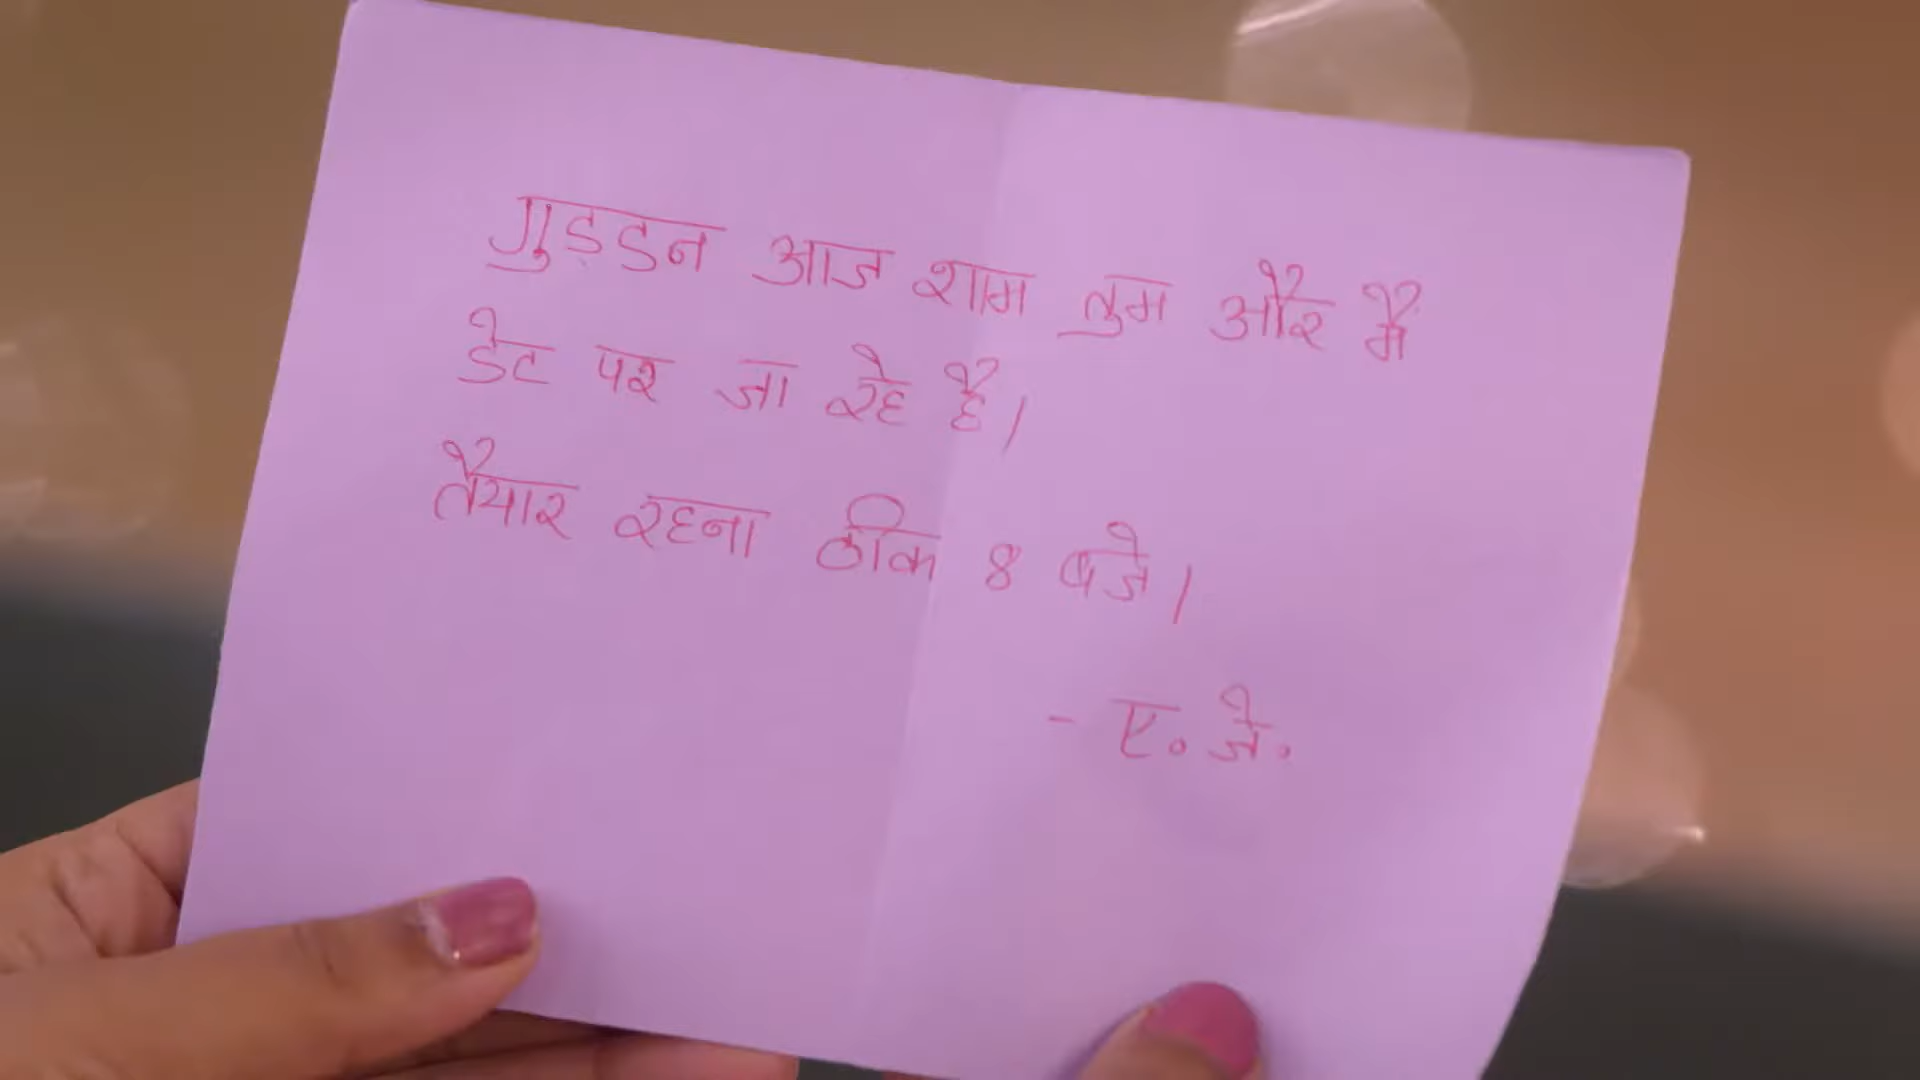 गुड़डन आज शाम तुम और मैं
डेट पर जा रहे है।
तैयार रहना ठीक 8 बजे।
- ए. जे.